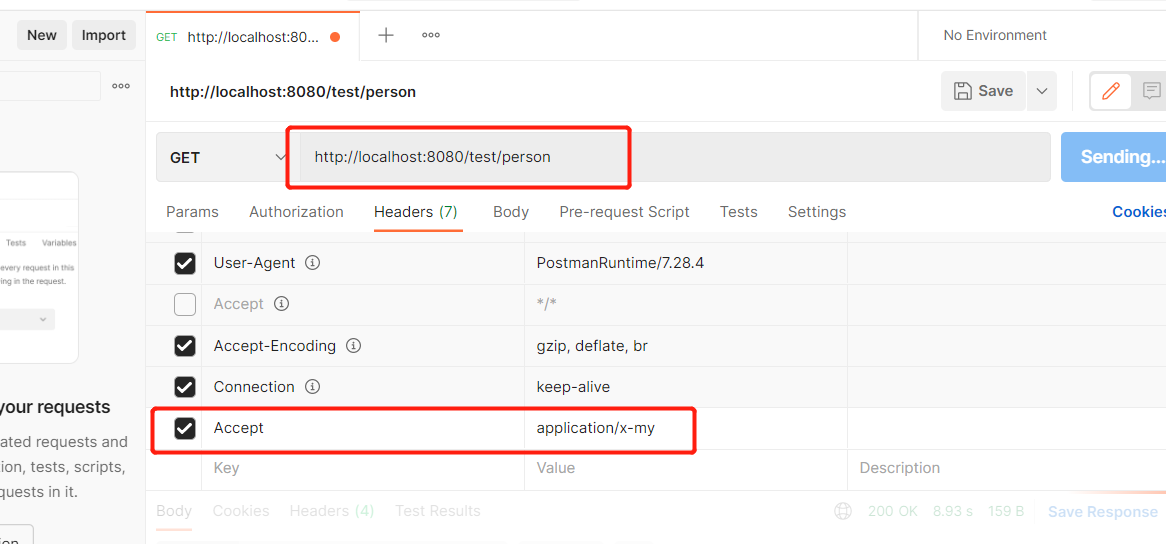 New Import GET http://localhost:80... No Environment
http://localhost:8080/test/person Save
GET http://localhost:8080/test/person Sending...
Params Authorization Headers (7) Body Pre-request Script Tests Settings Cookies
Tests Variables
every request in this
ing in the request.
User-Agent PostmanRuntime/7.28.4
Accept */*
Accept-Encoding gzip, deflate, br
Connection keep-alive
your requests
Accept application/x-my
ated requests and
tion, tests, scripts,
quests in it.
Key Value Description
Body Cookies Headers (4) Test Results 200 OK 8.93 s 159 B Save Response